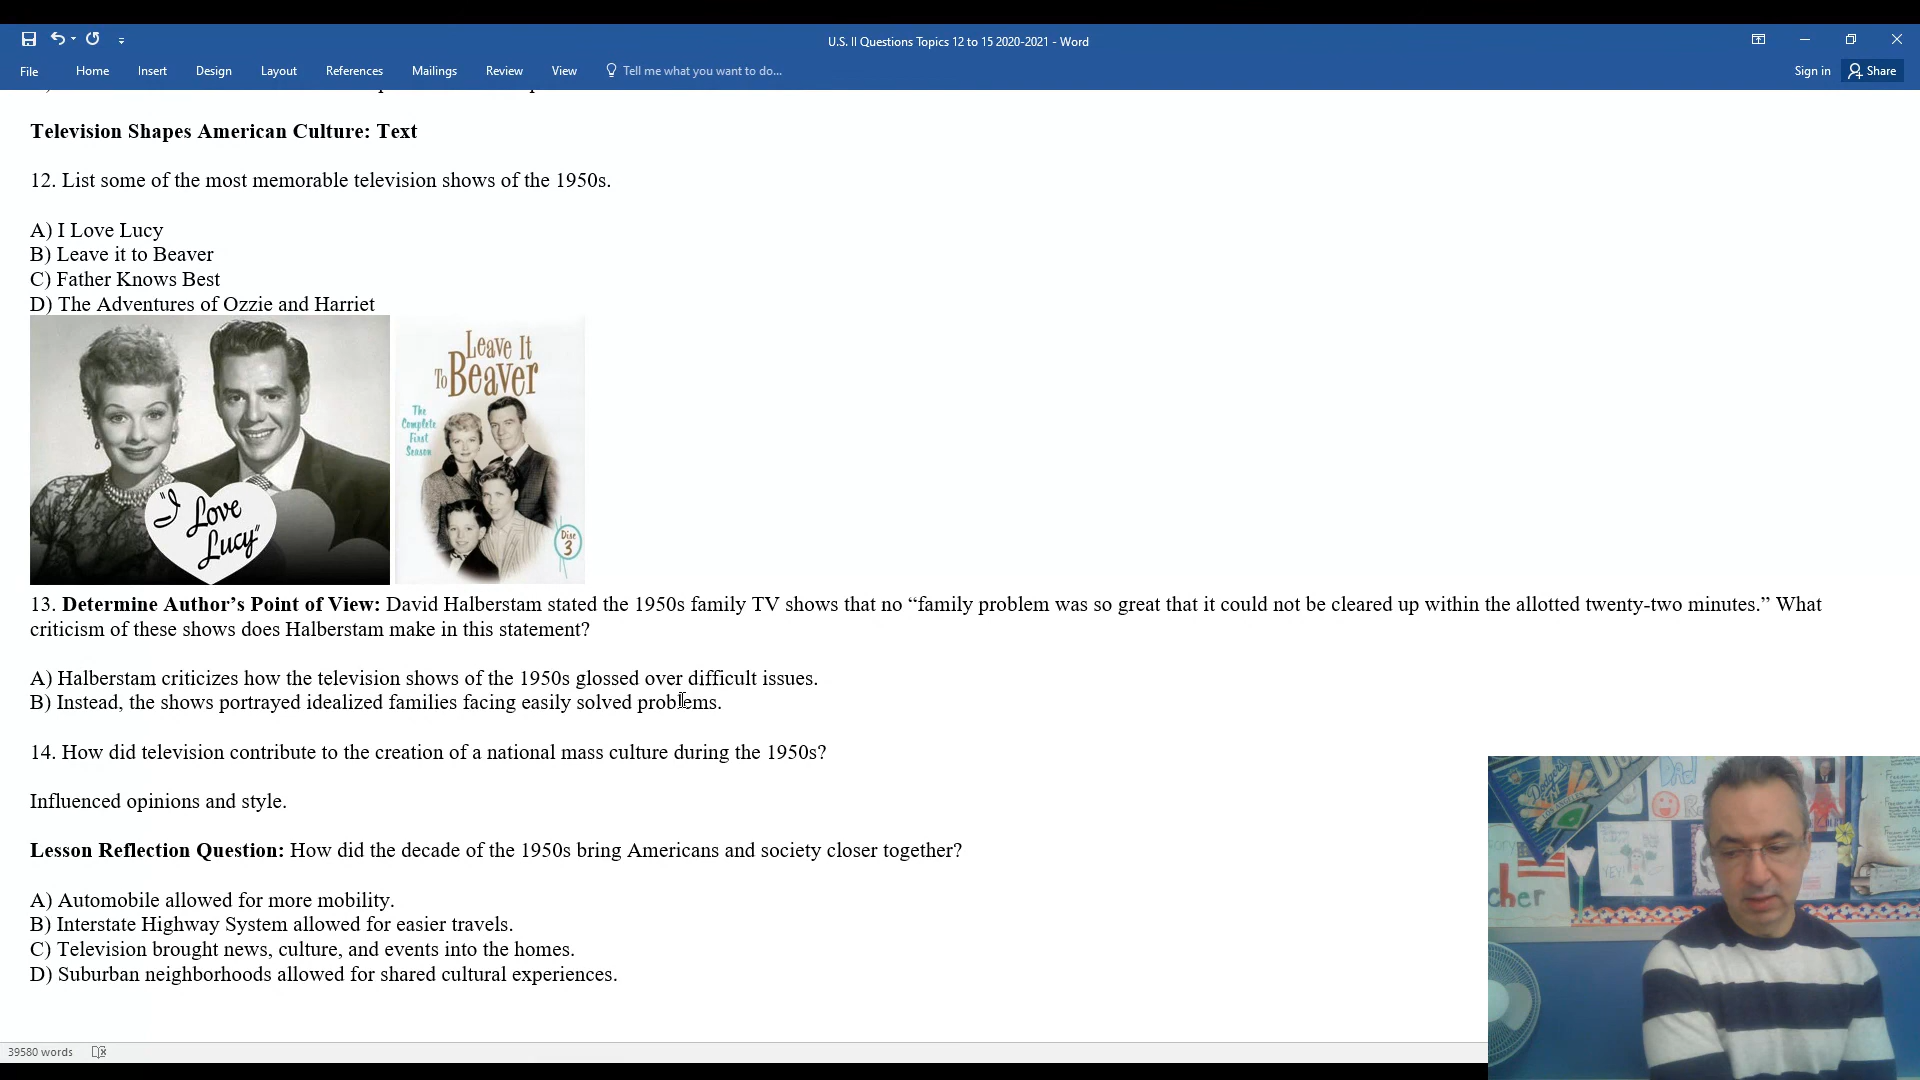 U.S. II Questions Topics 12 to 15 2020-2021 - Word
File Home Insert Design Layout References Mailings Review View Tell me what you want to do... Sign in Share
Television Shapes American Culture: Text
12. List some of the most memorable television shows of the 1950s.
A) I Love Lucy
B) Leave it to Beaver
C) Father Knows Best
D) The Adventures of Ozzie and Harriet
"I
Love
Lucy"
Leave It
To Beaver
The
Complete
First
Season
Disc
3
13. Determine Author’s Point of View: David Halberstam stated the 1950s family TV shows that no “family problem was so great that it could not be cleared up within the allotted twenty-two minutes.” What
criticism of these shows does Halberstam make in this statement?
A) Halberstam criticizes how the television shows of the 1950s glossed over difficult issues.
B) Instead, the shows portrayed idealized families facing easily solved problems.
14. How did television contribute to the creation of a national mass culture during the 1950s?
Influenced opinions and style.
Lesson Reflection Question: How did the decade of the 1950s bring Americans and society closer together?
A) Automobile allowed for more mobility.
B) Interstate Highway System allowed for easier travels.
C) Television brought news, culture, and events into the homes.
D) Suburban neighborhoods allowed for shared cultural experiences.
Dodgers
LOS ANGELES
DAD
YEY!
cher
39580 words